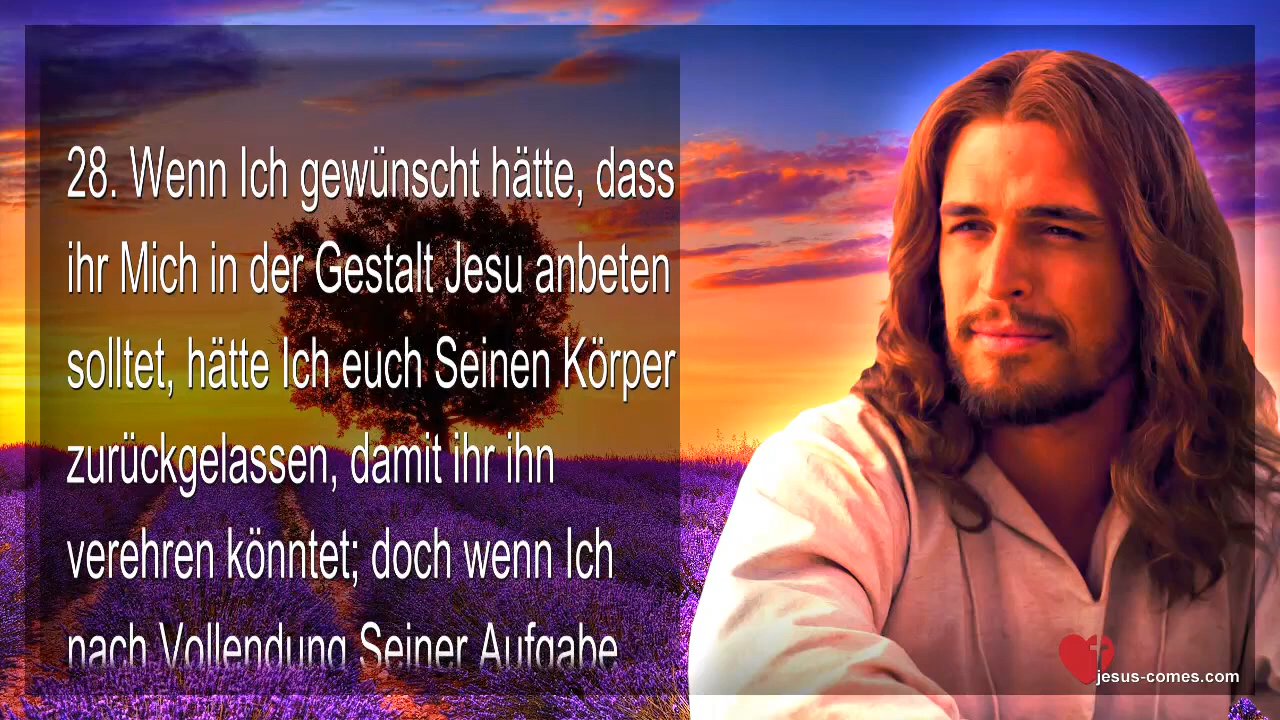 28. Wenn Ich gewünscht hätte, dass
ihr Mich in der Gestalt Jesu anbeten
solltet, hätte Ich euch Seinen Körper
zurückgelassen, damit ihr ihn
verehren könntet; doch wenn Ich
nach Vollendung Seiner Aufgabe
jesus-comes.com